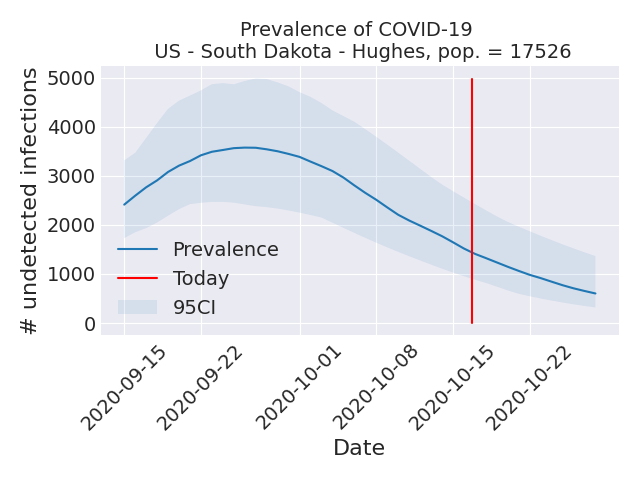 Prevalence of COVID-19
US - South Dakota - Hughes, pop. = 17526
# undetected infections
5000
4000
3000
2000
1000
0
Prevalence
Today
95CI
2020-09-15
2020-09-22
2020-10-01
2020-10-08
2020-10-15
2020-10-22
Date